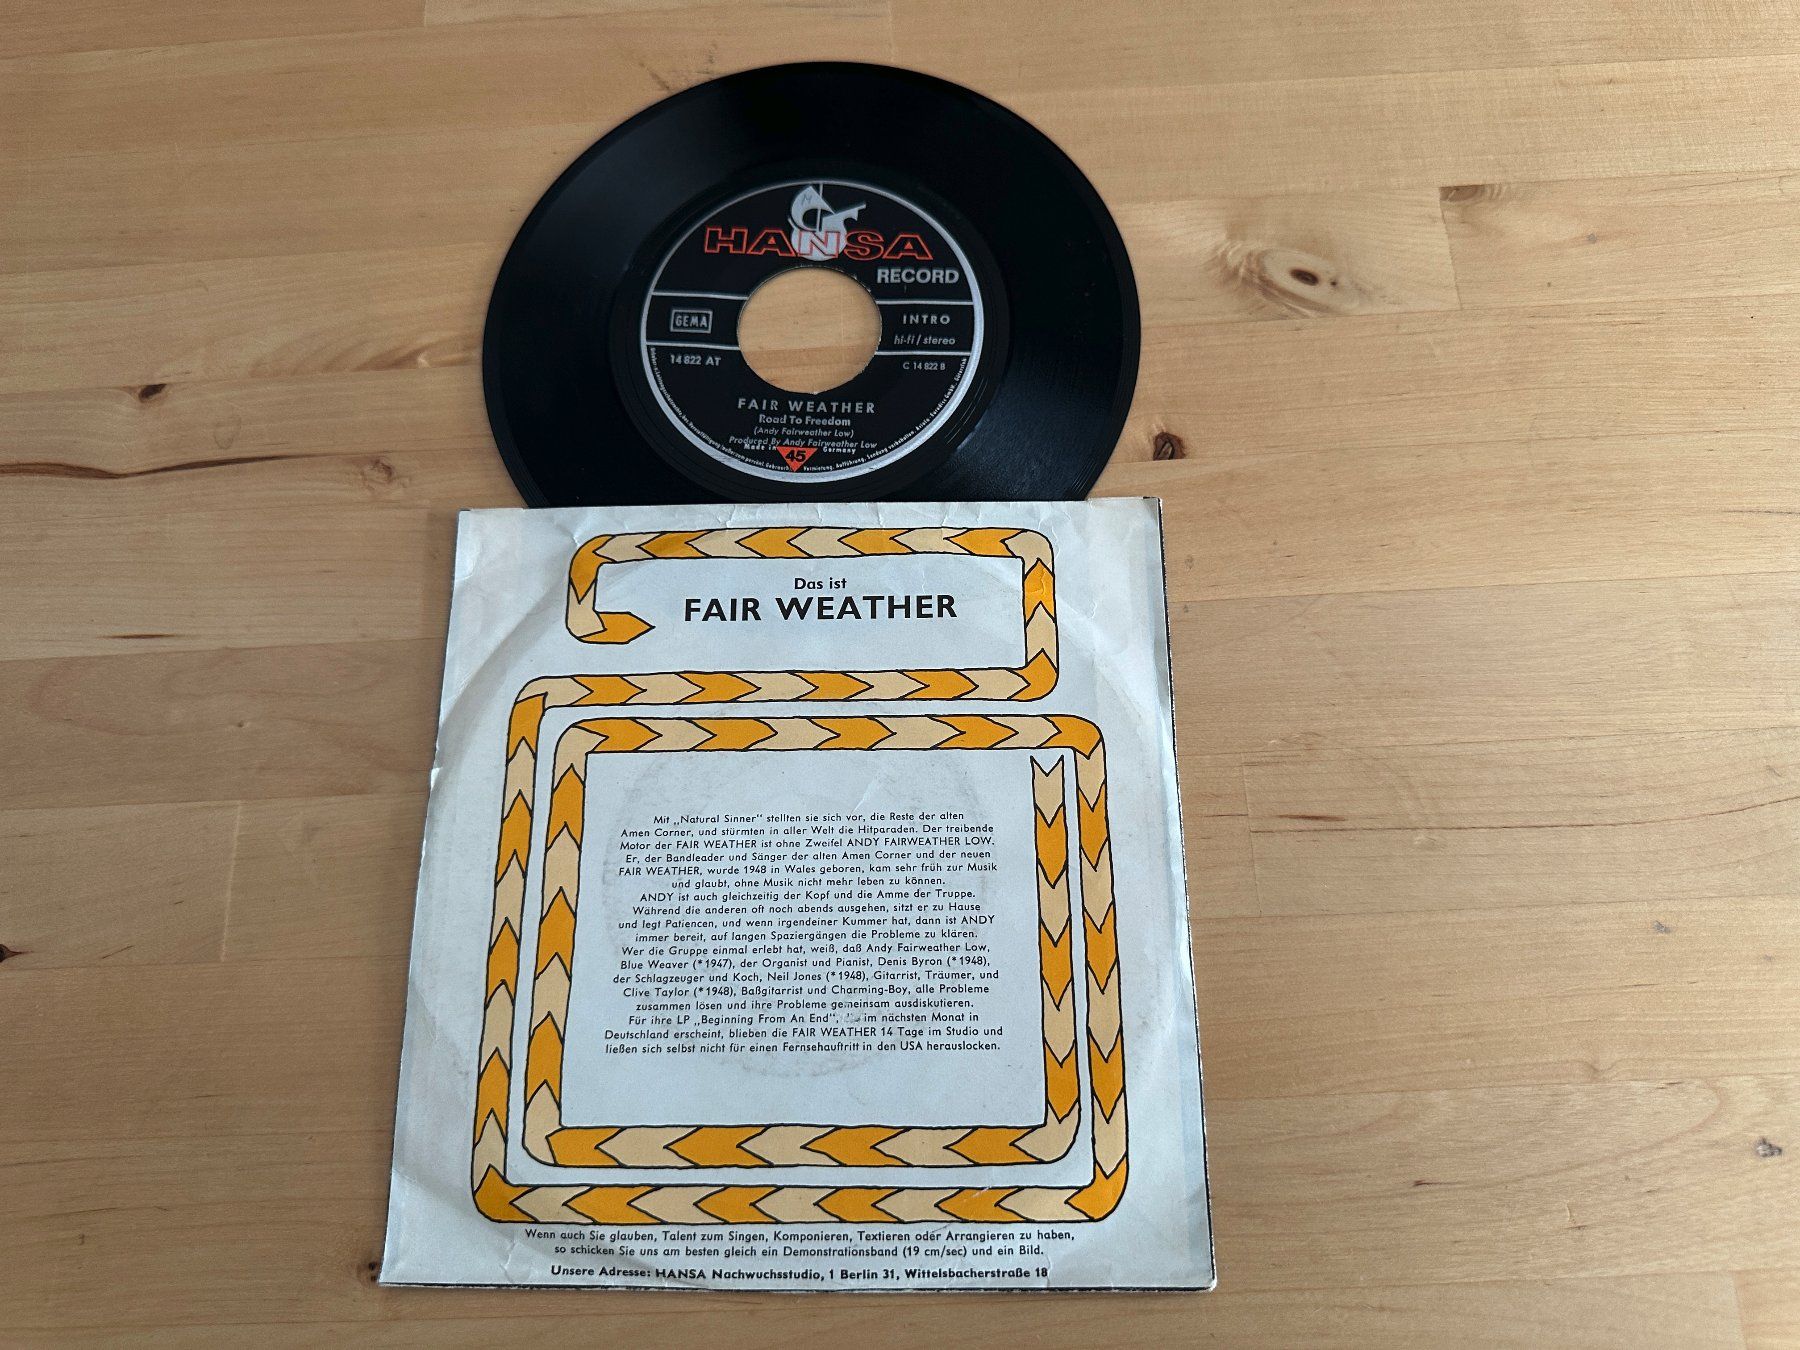 HANSA
RECORD
GEMA
INTRO
hi-fi / stereo
14 822 AT
C 14 822 B
FAIR WEATHER
Road To Freedom
(Andy Fairweather Low)
Produced By Andy Fairweather Low
Made in Germany
45
Das ist
FAIR WEATHER
Mit „Natural Sinner“ stellten sie sich vor, die Reste der alten
Amen Corner, und stürmten in aller Welt die Hitparaden. Der treibende
Motor der FAIR WEATHER ist ohne Zweifel ANDY FAIRWEATHER LOW.
Er, der Bandleader und Sänger der alten Amen Corner und der neuen
FAIR WEATHER, wurde 1948 in Wales geboren, kam sehr früh zur Musik
und glaubt, ohne Musik nicht mehr leben zu können.
ANDY ist auch gleichzeitig der Kopf und die Amme der Truppe.
Während die anderen oft noch abends ausgehen, sitzt er zu Hause
und legt Patiencen, und wenn irgendeiner Kummer hat, dann ist ANDY
immer bereit, auf langen Spaziergängen die Probleme zu klären.
Wer die Gruppe einmal erlebt hat, weiß, daß Andy Fairweather Low,
Blue Weaver (*1947), der Organist und Pianist, Denis Byron (*1948),
der Schlagzeuger und Koch, Neil Jones (*1948), Gitarrist, Träumer, und
Clive Taylor (*1948), Baßgitarrist und Charming-Boy, alle Probleme
zusammen lösen und ihre Probleme gemeinsam ausdiskutieren.
Für ihre LP „Beginning From An End“, im nächsten Monat in
Deutschland erscheint, blieben die FAIR WEATHER 14 Tage im Studio und
ließen sich selbst nicht für einen Fernsehauftritt in den USA herauslocken.
Wenn auch Sie glauben, Talent zum Singen, Komponieren, Textieren oder Arrangieren zu haben,
so schicken Sie uns am besten gleich ein Demonstrationsband (19 cm/sec) und ein Bild.
Unsere Adresse: HANSA Nachwuchsstudio, 1 Berlin 31, Wittelsbacherstraße 18